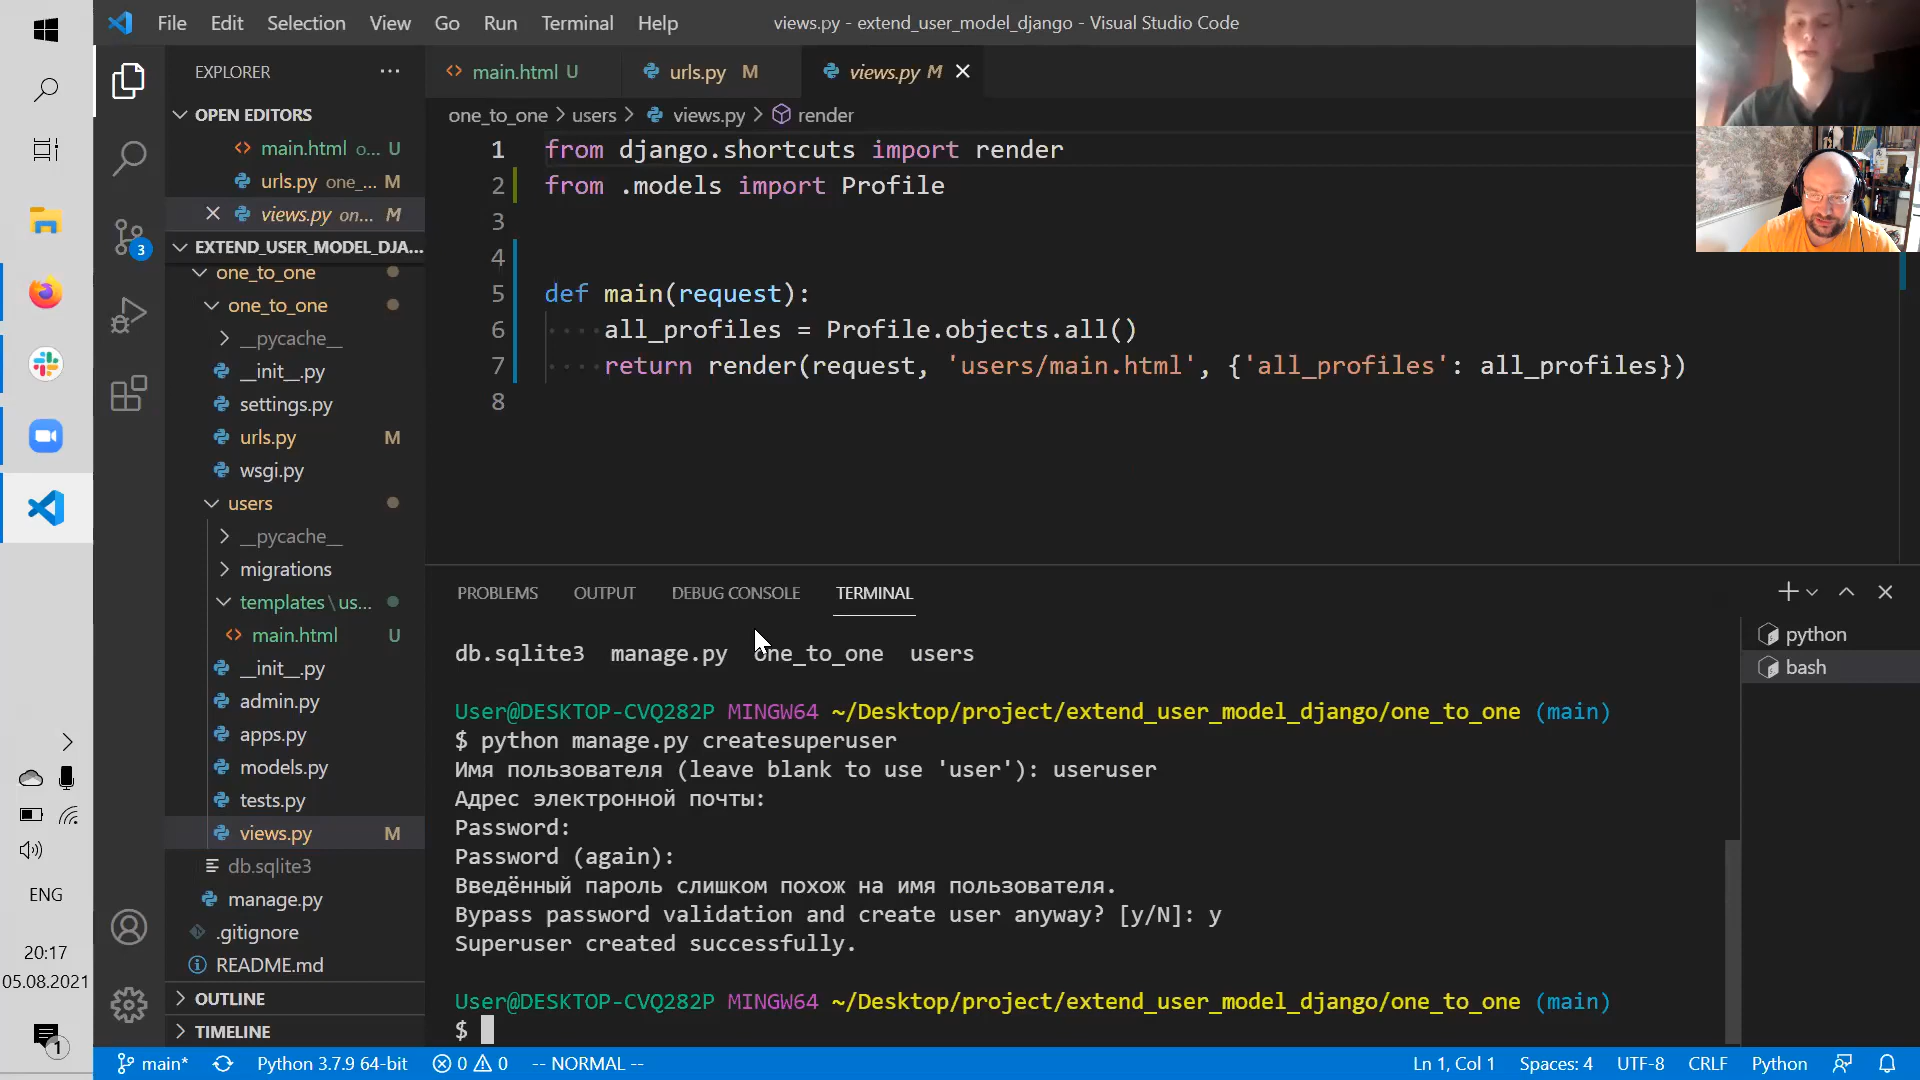 File Edit Selection View Go Run Terminal Help
views.py - extend_user_model_django - Visual Studio Code
EXPLORER ···
OPEN EDITORS
main.html o... U
urls.py one_... M
views.py on... M
EXTEND_USER_MODEL_DJA...
one_to_one
one_to_one
__pycache__
__init__.py
settings.py
urls.py M
wsgi.py
users
__pycache__
migrations
templates\us...
main.html U
__init__.py
admin.py
apps.py
models.py
tests.py
views.py M
db.sqlite3
manage.py
.gitignore
README.md
OUTLINE
TIMELINE
3
main.html U
urls.py M
views.py M
one_to_one > users > views.py > render
1 from django.shortcuts import render
2 from .models import Profile
3
4
5 def main(request):
6 all_profiles = Profile.objects.all()
7 return render(request, 'users/main.html', {'all_profiles': all_profiles})
8
PROBLEMS OUTPUT DEBUG CONSOLE TERMINAL
python
bash
db.sqlite3 manage.py one_to_one users
User@DESKTOP-CVQ282P MINGW64 ~/Desktop/project/extend_user_model_django/one_to_one (main)
$ python manage.py createsuperuser
Имя пользователя (leave blank to use 'user'): useruser
Адрес электронной почты:
Password:
Password (again):
Введённый пароль слишком похож на имя пользователя.
Bypass password validation and create user anyway? [y/N]: y
Superuser created successfully.
User@DESKTOP-CVQ282P MINGW64 ~/Desktop/project/extend_user_model_django/one_to_one (main)
$
ENG
20:17
05.08.2021
1
main* Python 3.7.9 64-bit 0 0 -- NORMAL -- Ln 1, Col 1 Spaces: 4 UTF-8 CRLF Python